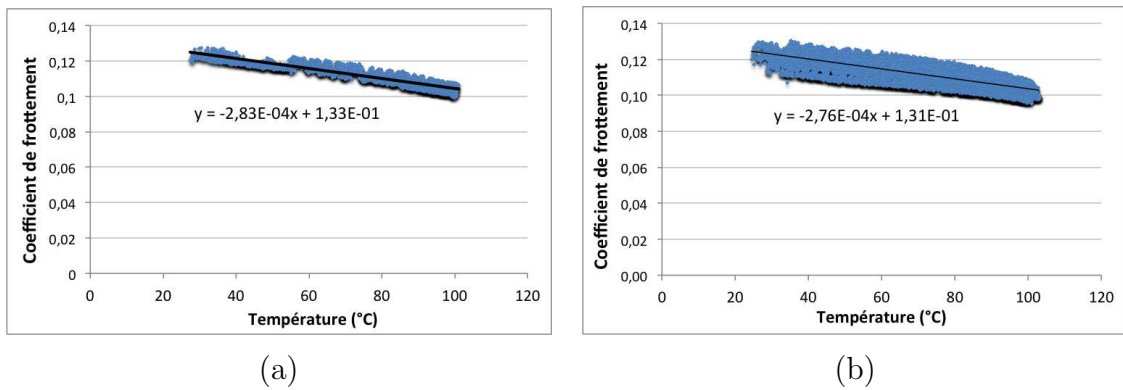 0,14
0,12
0,1
0,08
0,06
0,04
0,02
0
Coefficient de frottement
y = -2,83E-04x + 1,33E-01
0 20 40 60 80 100 120
Température (°C)
(a)
0,14
0,12
0,10
0,08
0,06
0,04
0,02
0,00
Coefficient de frottement
y = -2,76E-04x + 1,31E-01
0 20 40 60 80 100 120
Température (°C)
(b)